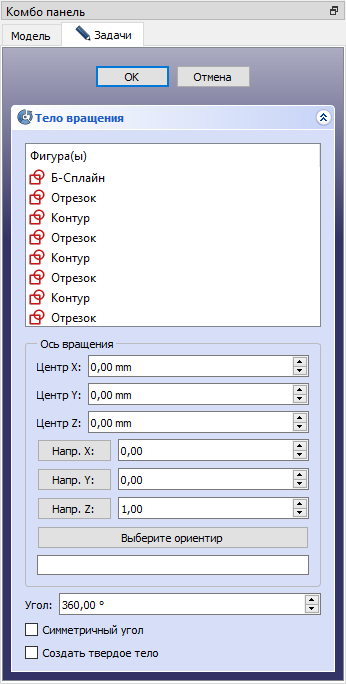 Комбо панель
Модель Задачи
OK Отмена
Тело вращения
Фигура(ы)
Б-Сплайн
Отрезок
Контур
Отрезок
Контур
Отрезок
Контур
Отрезок
Ось вращения
Центр X: 0,00 mm
Центр Y: 0,00 mm
Центр Z: 0,00 mm
Напр. X: 0,00
Напр. Y: 0,00
Напр. Z: 1,00
Выберите ориентир
Угол: 360,00 °
Симметричный угол
Создать твердое тело